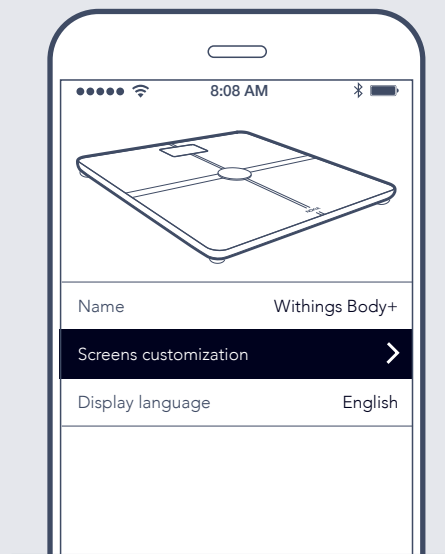 8:08 AM
Name Withings Body+
Screens customization
Display language English